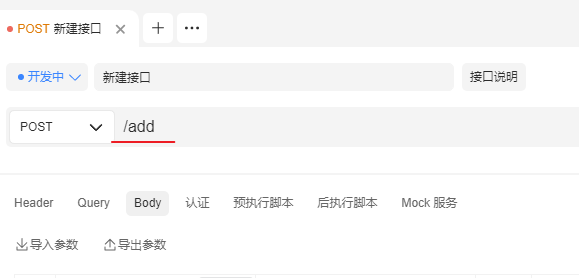 POST 新建接口
开发中 新建接口 接口说明
POST /add
Header Query Body 认证 预执行脚本 后执行脚本 Mock 服务
导入参数 导出参数